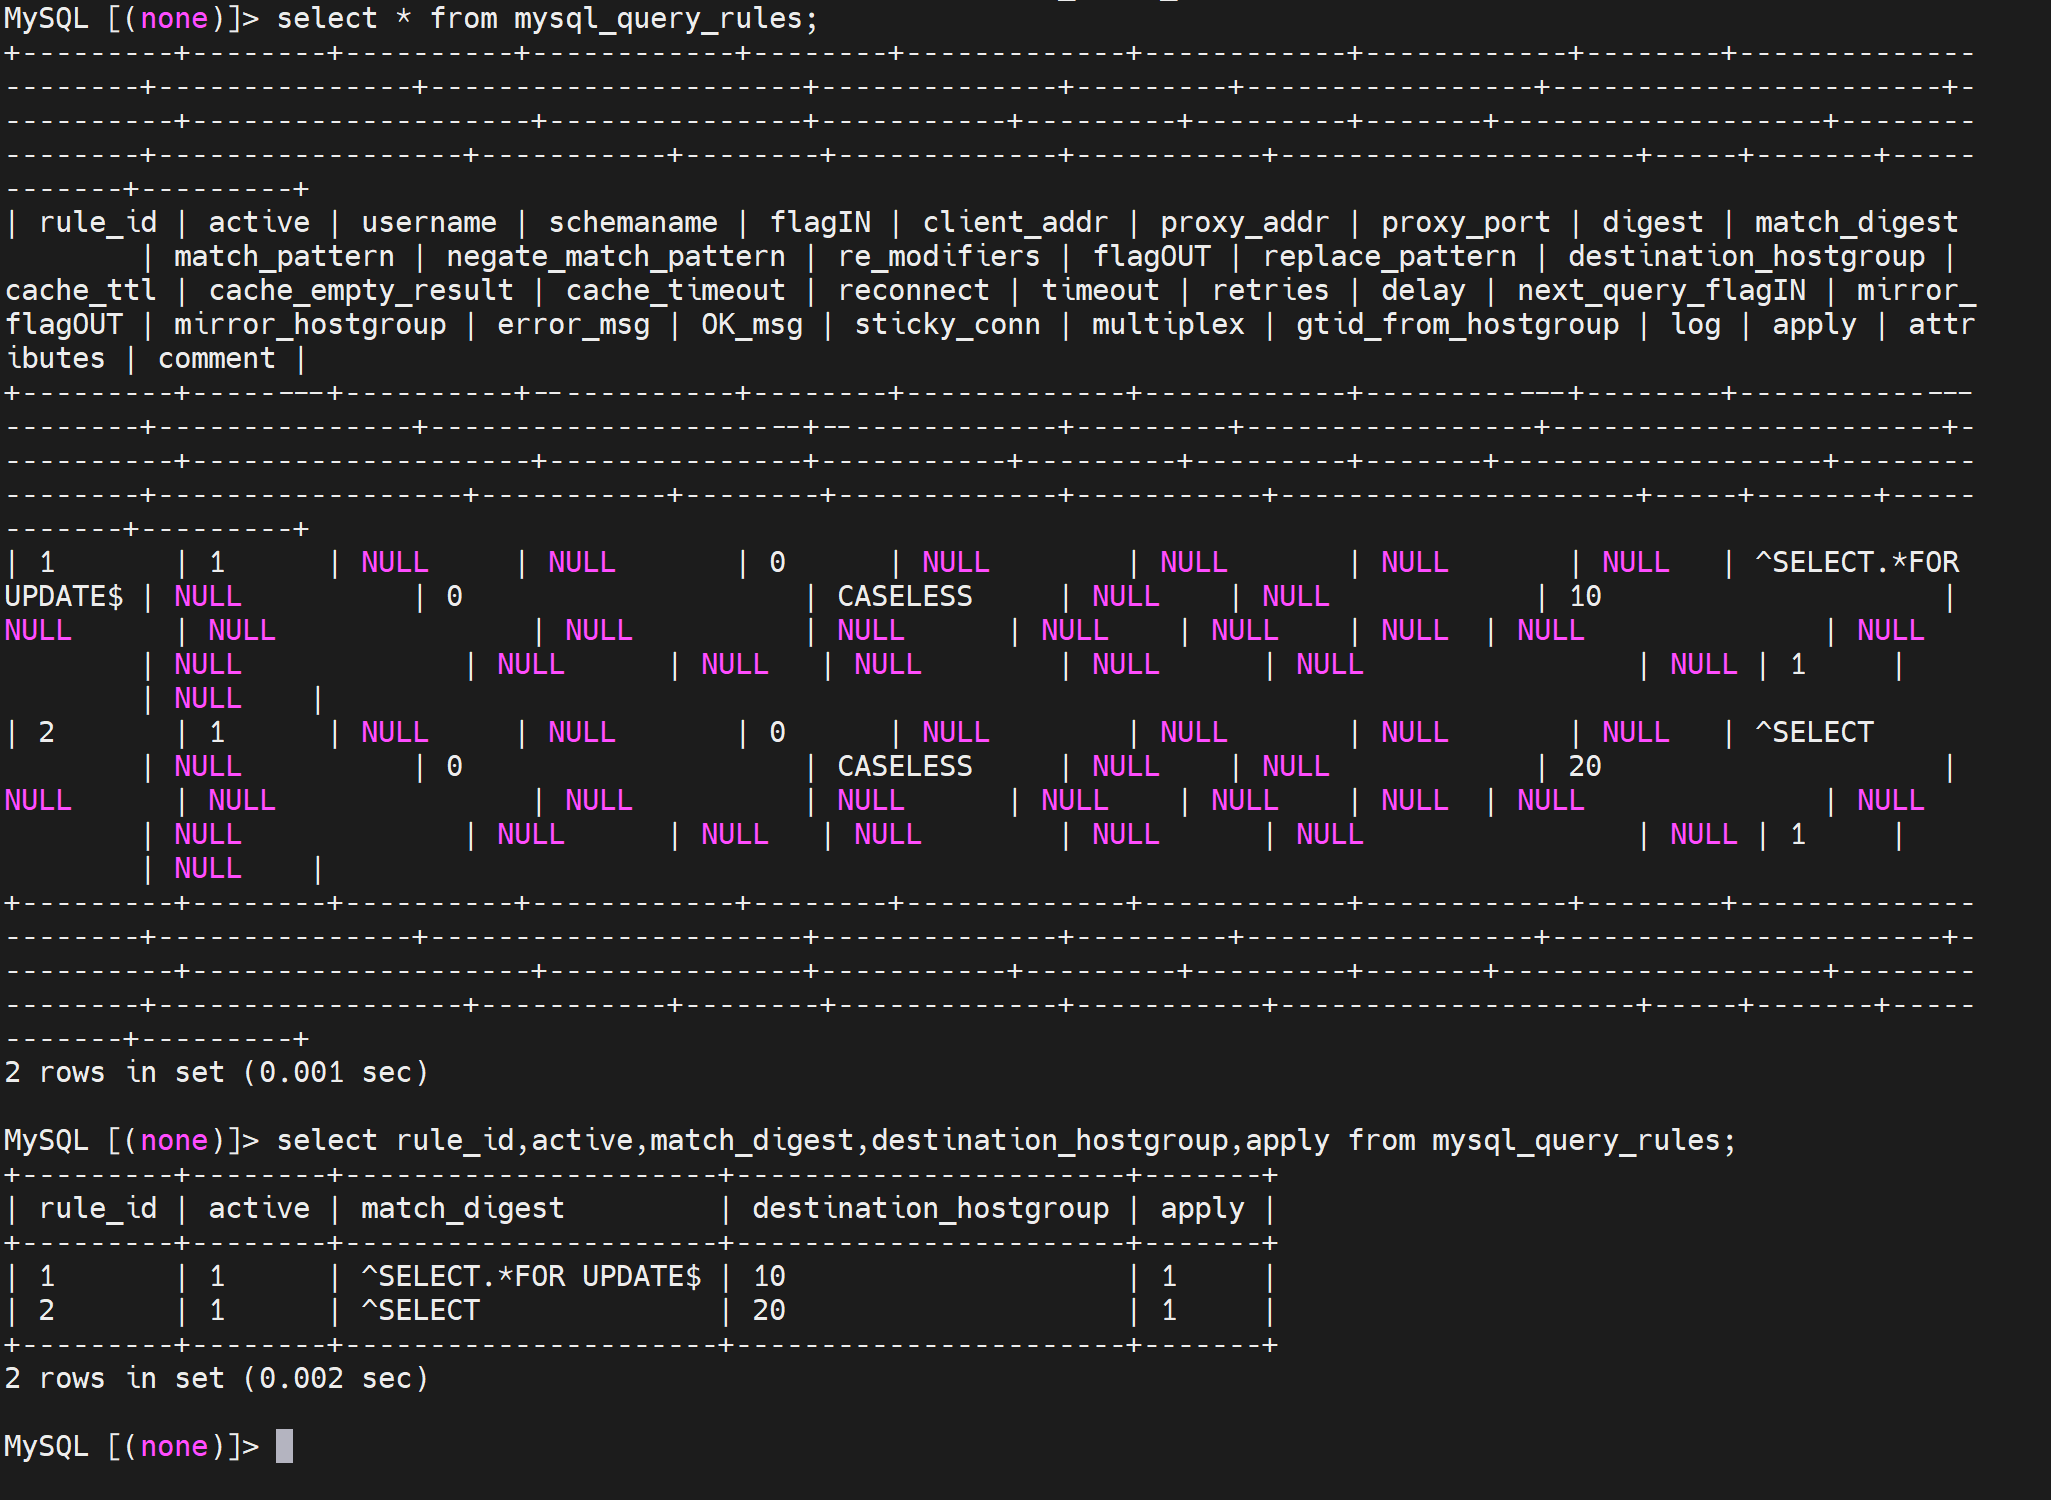 MySQL [(none)]> select * from mysql_query_rules;
+---------+--------+----------+------------+--------+-------------+------------+------------+--------+--------------
--------+---------------+----------------------+--------------+---------+-----------------+-----------------------+-
----------+--------------------+---------------+-----------+---------+---------+-------+-------------------+--------
--------+------------------+-----------+--------+-------------+-----------+---------------------+-----+-------+-----
-------+---------+
| rule_id | active | username | schemaname | flagIN | client_addr | proxy_addr | proxy_port | digest | match_digest
        | match_pattern | negate_match_pattern | re_modifiers | flagOUT | replace_pattern | destination_hostgroup |
cache_ttl | cache_empty_result | cache_timeout | reconnect | timeout | retries | delay | next_query_flagIN | mirror_
flagOUT | mirror_hostgroup | error_msg | OK_msg | sticky_conn | multiplex | gtid_from_hostgroup | log | apply | attr
ibutes | comment |
+---------+--------+----------+------------+--------+-------------+------------+------------+--------+--------------
--------+---------------+----------------------+--------------+---------+-----------------+-----------------------+-
----------+--------------------+---------------+-----------+---------+---------+-------+-------------------+--------
--------+------------------+-----------+--------+-------------+-----------+---------------------+-----+-------+-----
-------+---------+
| 1       | 1      | NULL     | NULL       | 0      | NULL        | NULL       | NULL       | NULL   | ^SELECT.*FOR
UPDATE$ | NULL          | 0                    | CASELESS     | NULL    | NULL            | 10                    |
NULL      | NULL               | NULL          | NULL      | NULL    | NULL    | NULL  | NULL              | NULL
        | NULL             | NULL      | NULL   | NULL        | NULL      | NULL                | NULL | 1     |
        | NULL    |
| 2       | 1      | NULL     | NULL       | 0      | NULL        | NULL       | NULL       | NULL   | ^SELECT
        | NULL          | 0                    | CASELESS     | NULL    | NULL            | 20                    |
NULL      | NULL               | NULL          | NULL      | NULL    | NULL    | NULL  | NULL              | NULL
        | NULL             | NULL      | NULL   | NULL        | NULL      | NULL                | NULL | 1     |
        | NULL    |
+---------+--------+----------+------------+--------+-------------+------------+------------+--------+--------------
--------+---------------+----------------------+--------------+---------+-----------------+-----------------------+-
----------+--------------------+---------------+-----------+---------+---------+-------+-------------------+--------
--------+------------------+-----------+--------+-------------+-----------+---------------------+-----+-------+-----
-------+---------+
2 rows in set (0.001 sec)

MySQL [(none)]> select rule_id,active,match_digest,destination_hostgroup,apply from mysql_query_rules;
+---------+--------+----------------------+-----------------------+-------+
| rule_id | active | match_digest         | destination_hostgroup | apply |
+---------+--------+----------------------+-----------------------+-------+
| 1       | 1      | ^SELECT.*FOR UPDATE$ | 10                    | 1     |
| 2       | 1      | ^SELECT              | 20                    | 1     |
+---------+--------+----------------------+-----------------------+-------+
2 rows in set (0.002 sec)

MySQL [(none)]>